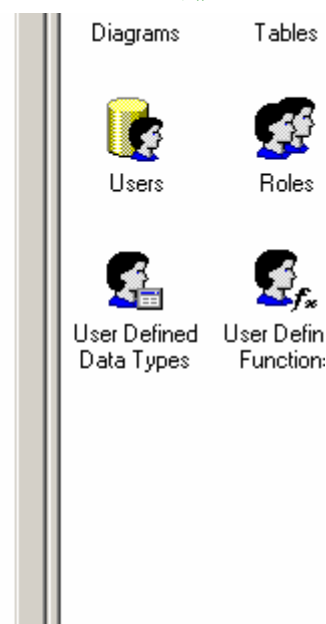 Diagrams Tables
Users Roles
User Defined User Defin
Data Types Function